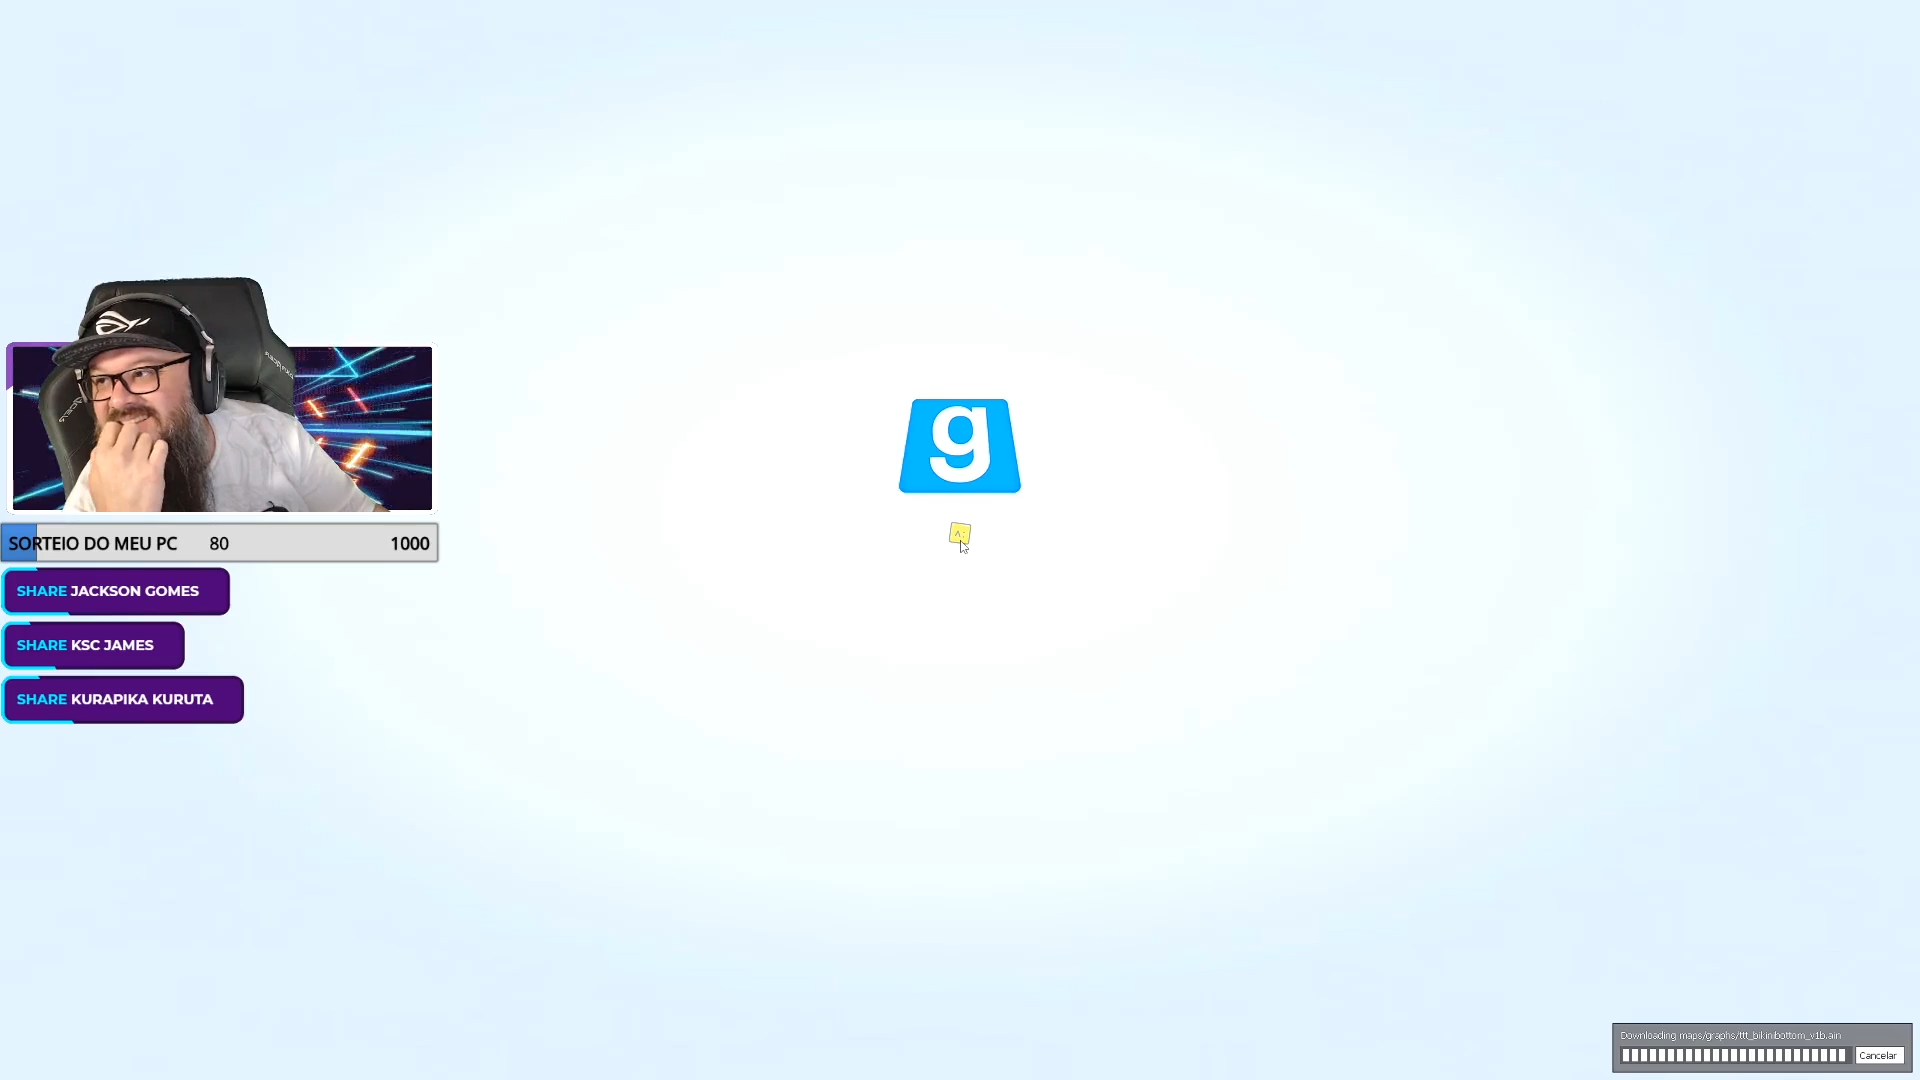 g
SORTEIO DO MEU PC 80 1000
SHARE JACKSON GOMES
SHARE KSC JAMES
SHARE KURAPIKA KURUTA
Downloading maps/graphs/ttt_bikinibottom_v1b.ain
Cancelar